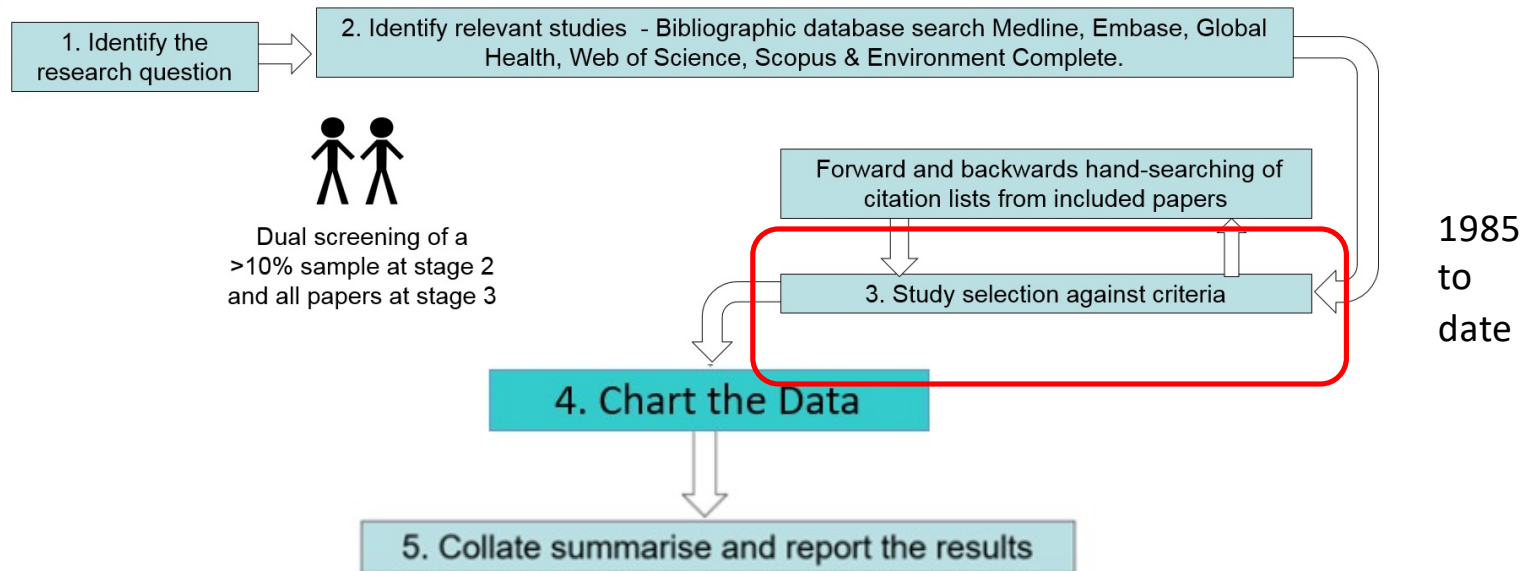 1. Identify the
research question
2. Identify relevant studies  - Bibliographic database search Medline, Embase, Global
Health, Web of Science, Scopus & Environment Complete.
Dual screening of a
>10% sample at stage 2
and all papers at stage 3
Forward and backwards hand-searching of
citation lists from included papers
1985
to
date
3. Study selection against criteria
4. Chart the Data
5. Collate summarise and report the results